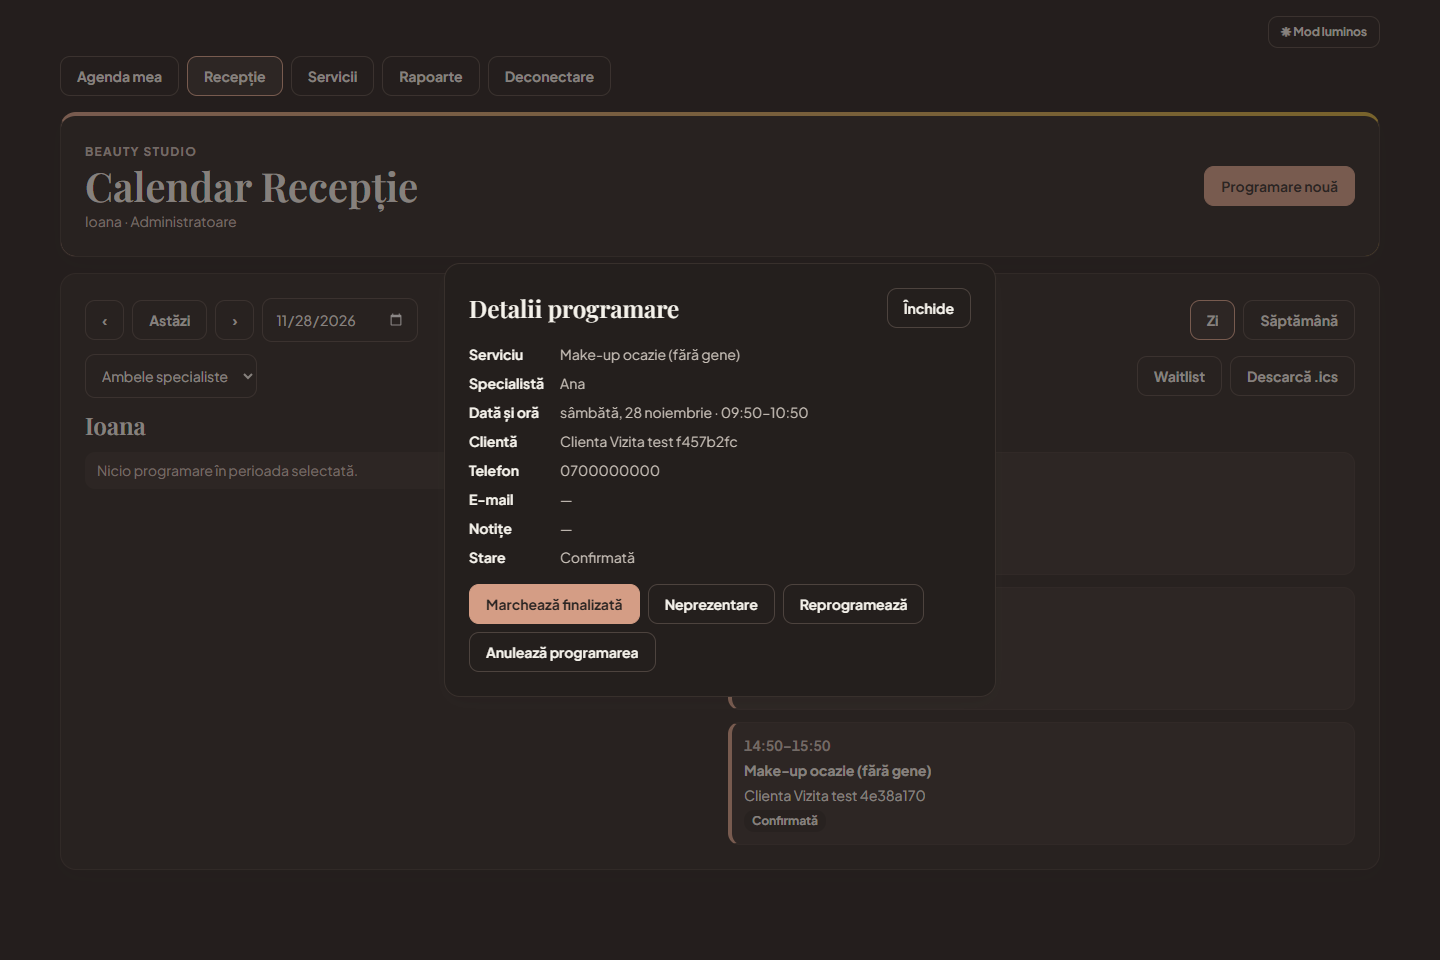 ❋ Mod luminos
Agenda mea
Recepție
Servicii
Rapoarte
Deconectare
BEAUTY STUDIO
Calendar Recepție
Ioana · Administratoare
Programare nouă
‹
Astăzi
›
11/28/2026
Zi
Săptămână
Ambele specialiste
Waitlist
Descarcă .ics
Ioana
Nicio programare în perioada selectată.
Detalii programare
Închide
Serviciu Make-up ocazie (fără gene)
Specialistă Ana
Dată și oră sâmbătă, 28 noiembrie · 09:50–10:50
Clientă Clienta Vizita test f457b2fc
Telefon 0700000000
E-mail —
Notițe —
Stare Confirmată
Marchează finalizată
Neprezentare
Reprogramează
Anulează programarea
14:50–15:50
Make-up ocazie (fără gene)
Clienta Vizita test 4e38a170
Confirmată